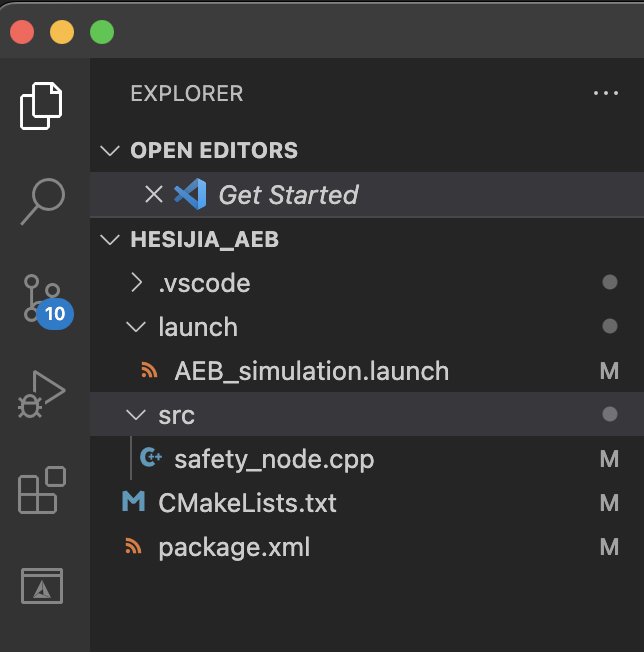 EXPLORER ···
OPEN EDITORS
Get Started
HESIJIA_AEB
.vscode
10
launch
AEB_simulation.launch M
src
safety_node.cpp M
CMakeLists.txt M
package.xml M